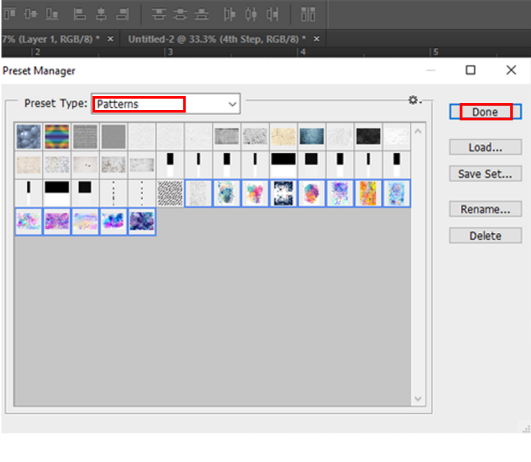 7% (Layer 1, RGB/8) * × Untitled-2 @ 33.3% (4th Step, RGB/8) * ×
2 3 4 5
Preset Manager
Preset Type: Patterns
Done
Load...
Save Set...
Rename...
Delete